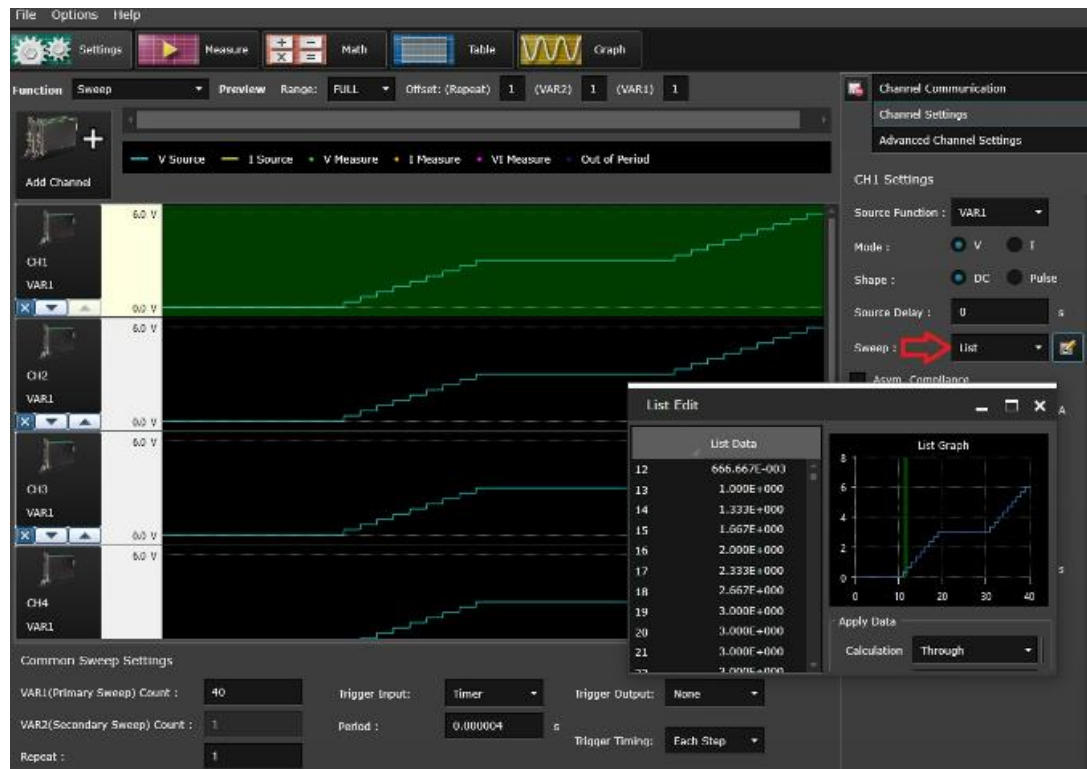 File Options Help
Settings Measure Math Table Graph
Function Sweep Preview Range: FULL Offset: (Repeat) 1 (VAR2) 1 (VAR1) 1
Add Channel
V Source I Source V Measure I Measure VI Measure Out of Period
CH1
VAR1
6.0 V
0.0 V
CH2
VAR1
6.0 V
0.0 V
CH3
VAR1
6.0 V
0.0 V
CH4
VAR1
6.0 V
Channel Communication
Channel Settings
Advanced Channel Settings
CH1 Settings
Source Function : VAR1
Mode : V I
Shape : DC Pulse
Source Delay : 0 s
Sweep : List
Asym. Compliance
A
s
List Edit
List Data
12 666.667E-003
13 1.000E+000
14 1.333E+000
15 1.667E+000
16 2.000E+000
17 2.333E+000
18 2.667E+000
19 3.000E+000
20 3.000E+000
21 3.000E+000
22 3.000E+000
List Graph
8
6
4
2
0
0 10 20 30 40
Apply Data
Calculation Through
Common Sweep Settings
VAR1(Primary Sweep) Count : 40 Trigger Input: Timer Trigger Output: None
VAR2(Secondary Sweep) Count : 1 Period : 0.000004 s
Trigger Timing: Each Step
Repeat : 1